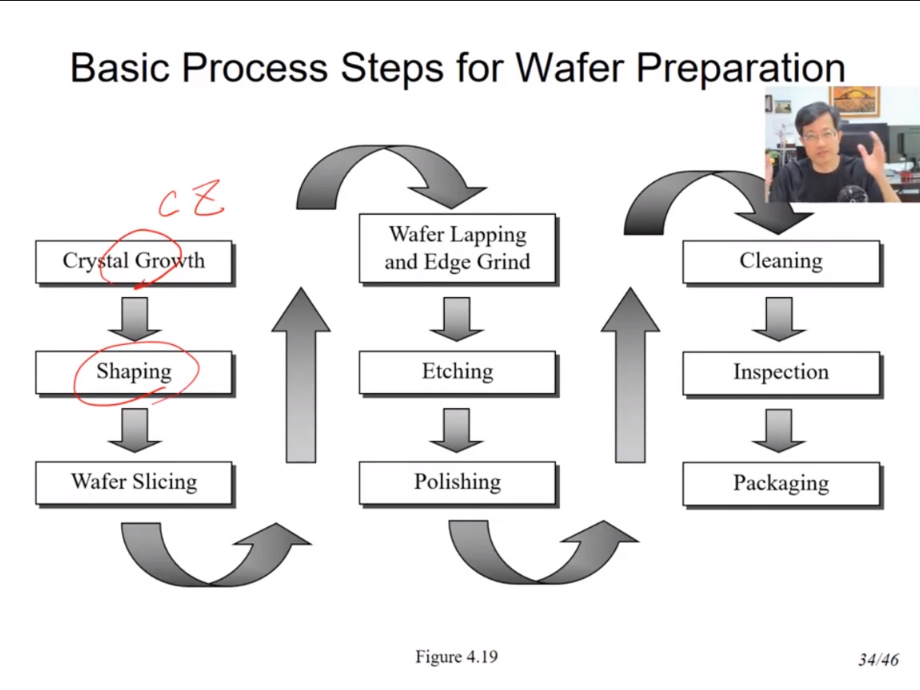 Basic Process Steps for Wafer Preparation
CZ
Crystal Growth
Shaping
Wafer Slicing
Wafer Lapping
and Edge Grind
Etching
Polishing
Cleaning
Inspection
Packaging
Figure 4.19
34/46